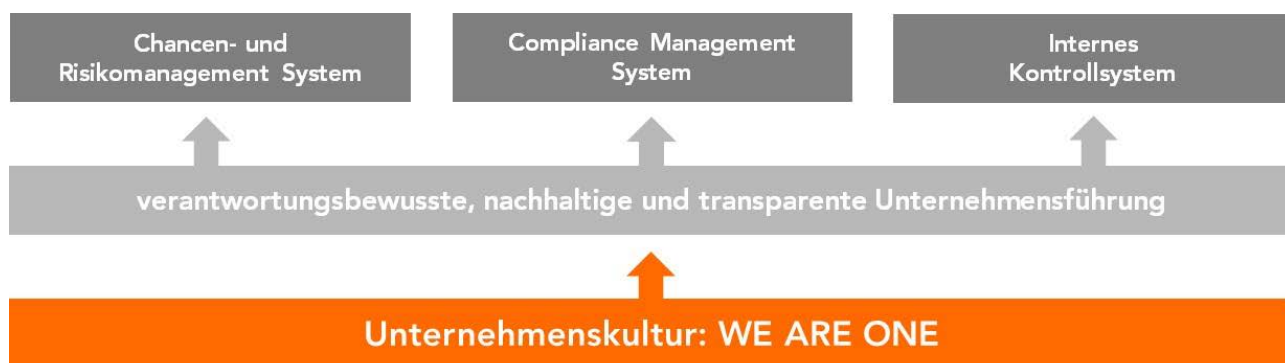 Chancen- und
Risikomanagement System
Compliance Management
System
Internes
Kontrollsystem
verantwortungsbewusste, nachhaltige und transparente Unternehmensführung
Unternehmenskultur: WE ARE ONE